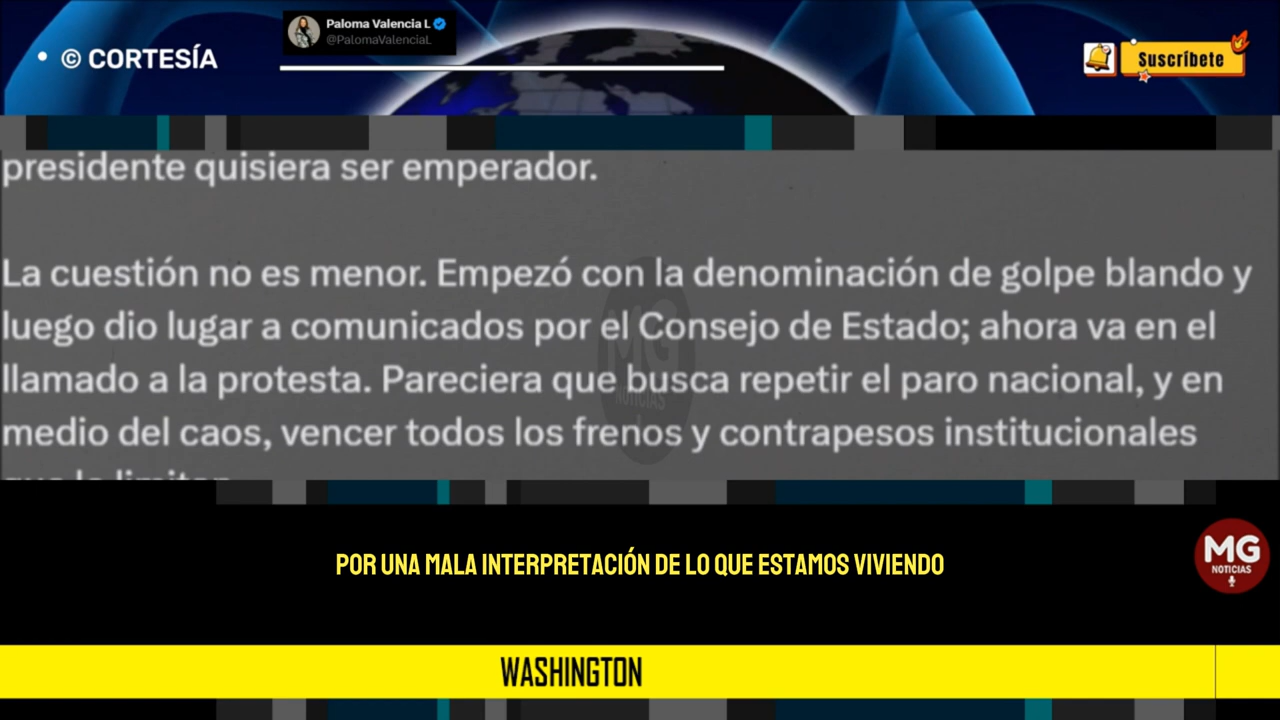 © CORTESÍA
Paloma Valencia L
@PalomaValenciaL
Suscríbete
presidente quisiera ser emperador.
La cuestión no es menor. Empezó con la denominación de golpe blando y
luego dio lugar a comunicados por el Consejo de Estado; ahora va en el
llamado a la protesta. Pareciera que busca repetir el paro nacional, y en
medio del caos, vencer todos los frenos y contrapesos institucionales
MG
NOTICIAS
POR UNA MALA INTERPRETACIÓN DE LO QUE ESTAMOS VIVIENDO
MG
NOTICIAS
WASHINGTON